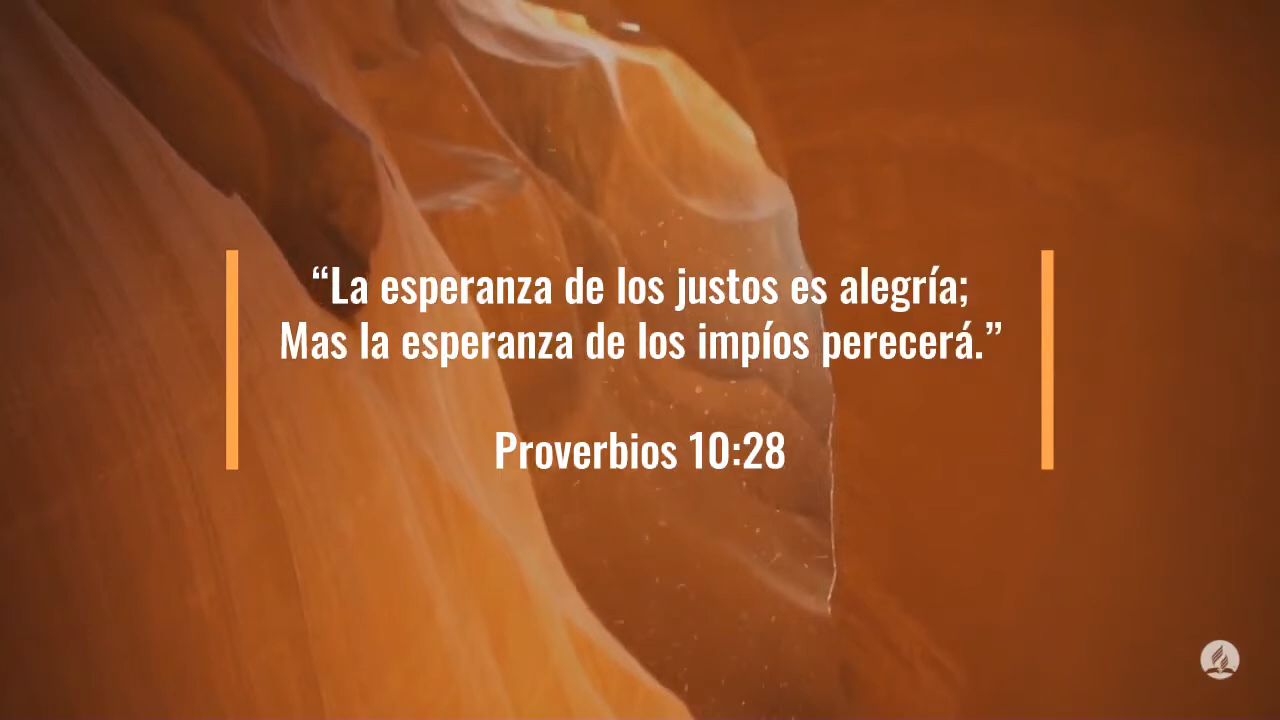 “La esperanza de los justos es alegría;
Mas la esperanza de los impíos perecerá.”
Proverbios 10:28